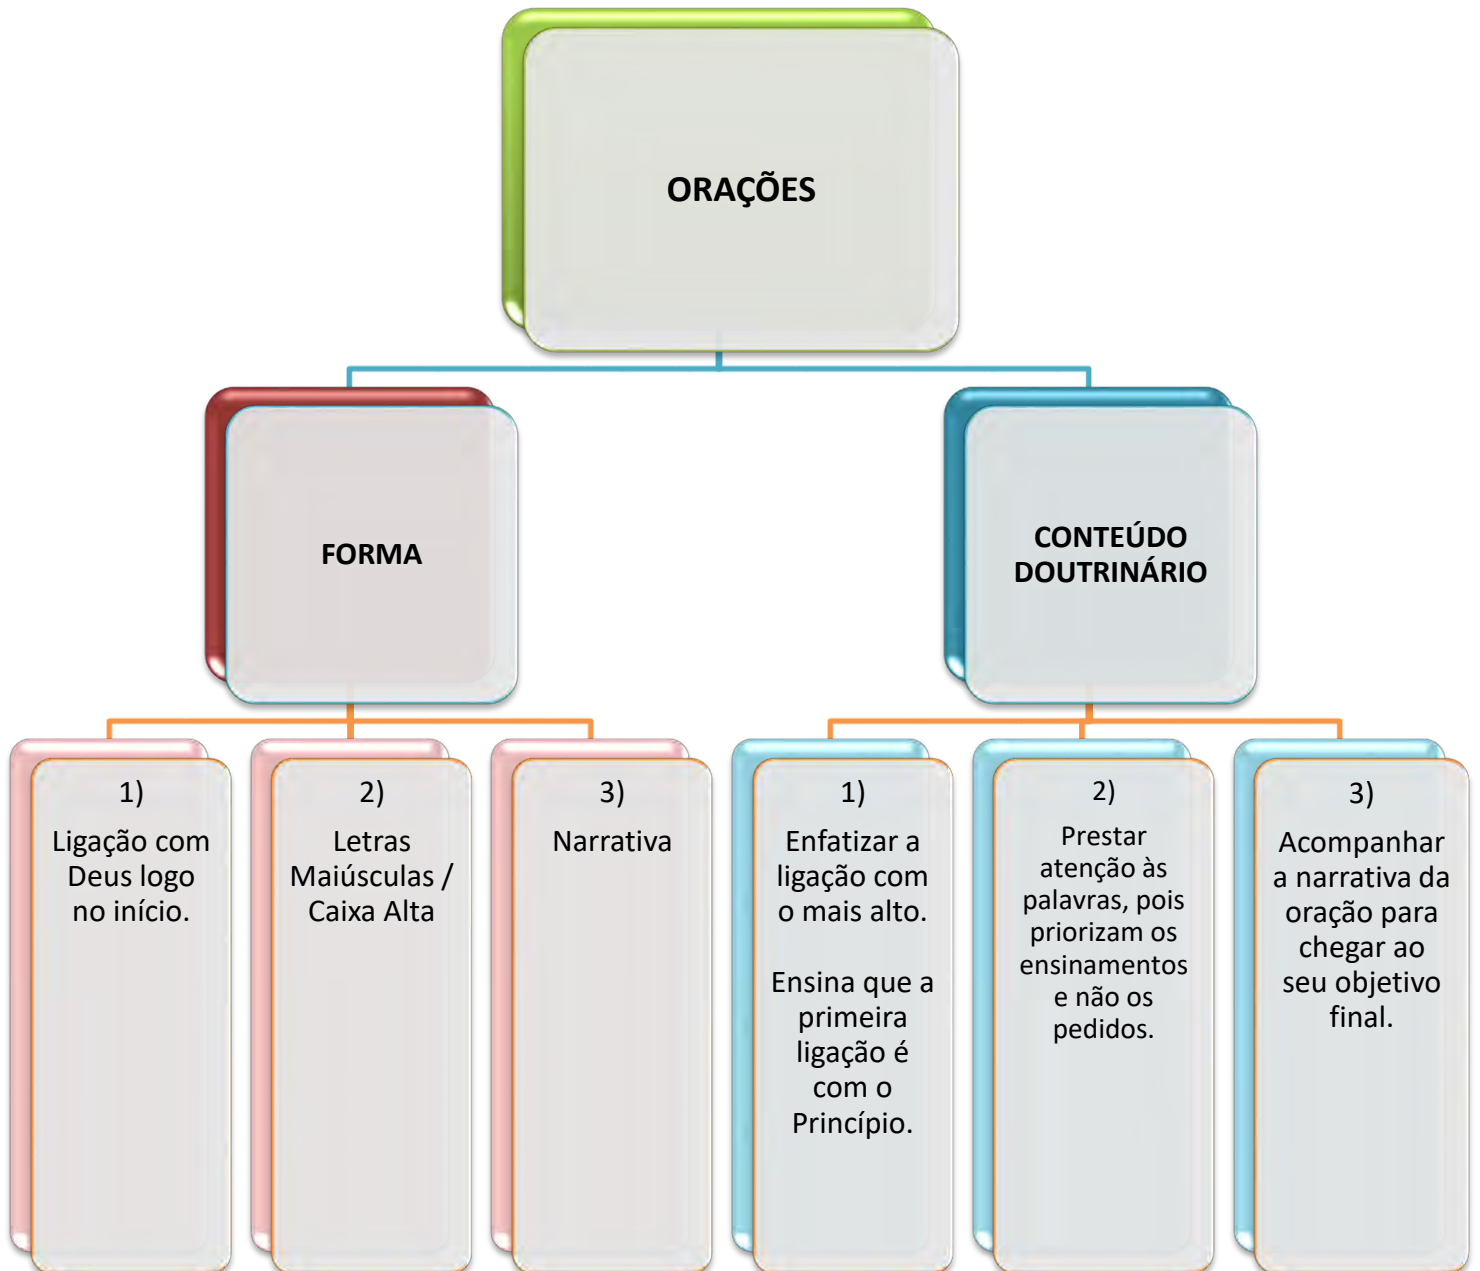 ORAÇÕES
FORMA
CONTEÚDO
DOUTRINÁRIO
1)
Ligação com
Deus logo
no início.
2)
Letras
Maiúsculas /
Caixa Alta
3)
Narrativa
1)
Enfatizar a
ligação com
o mais alto.
Ensina que a
primeira
ligação é
com o
Princípio.
2)
Prestar
atenção às
palavras, pois
priorizam os
ensinamentos
e não os
pedidos.
3)
Acompanhar
a narrativa da
oração para
chegar ao
seu objetivo
final.